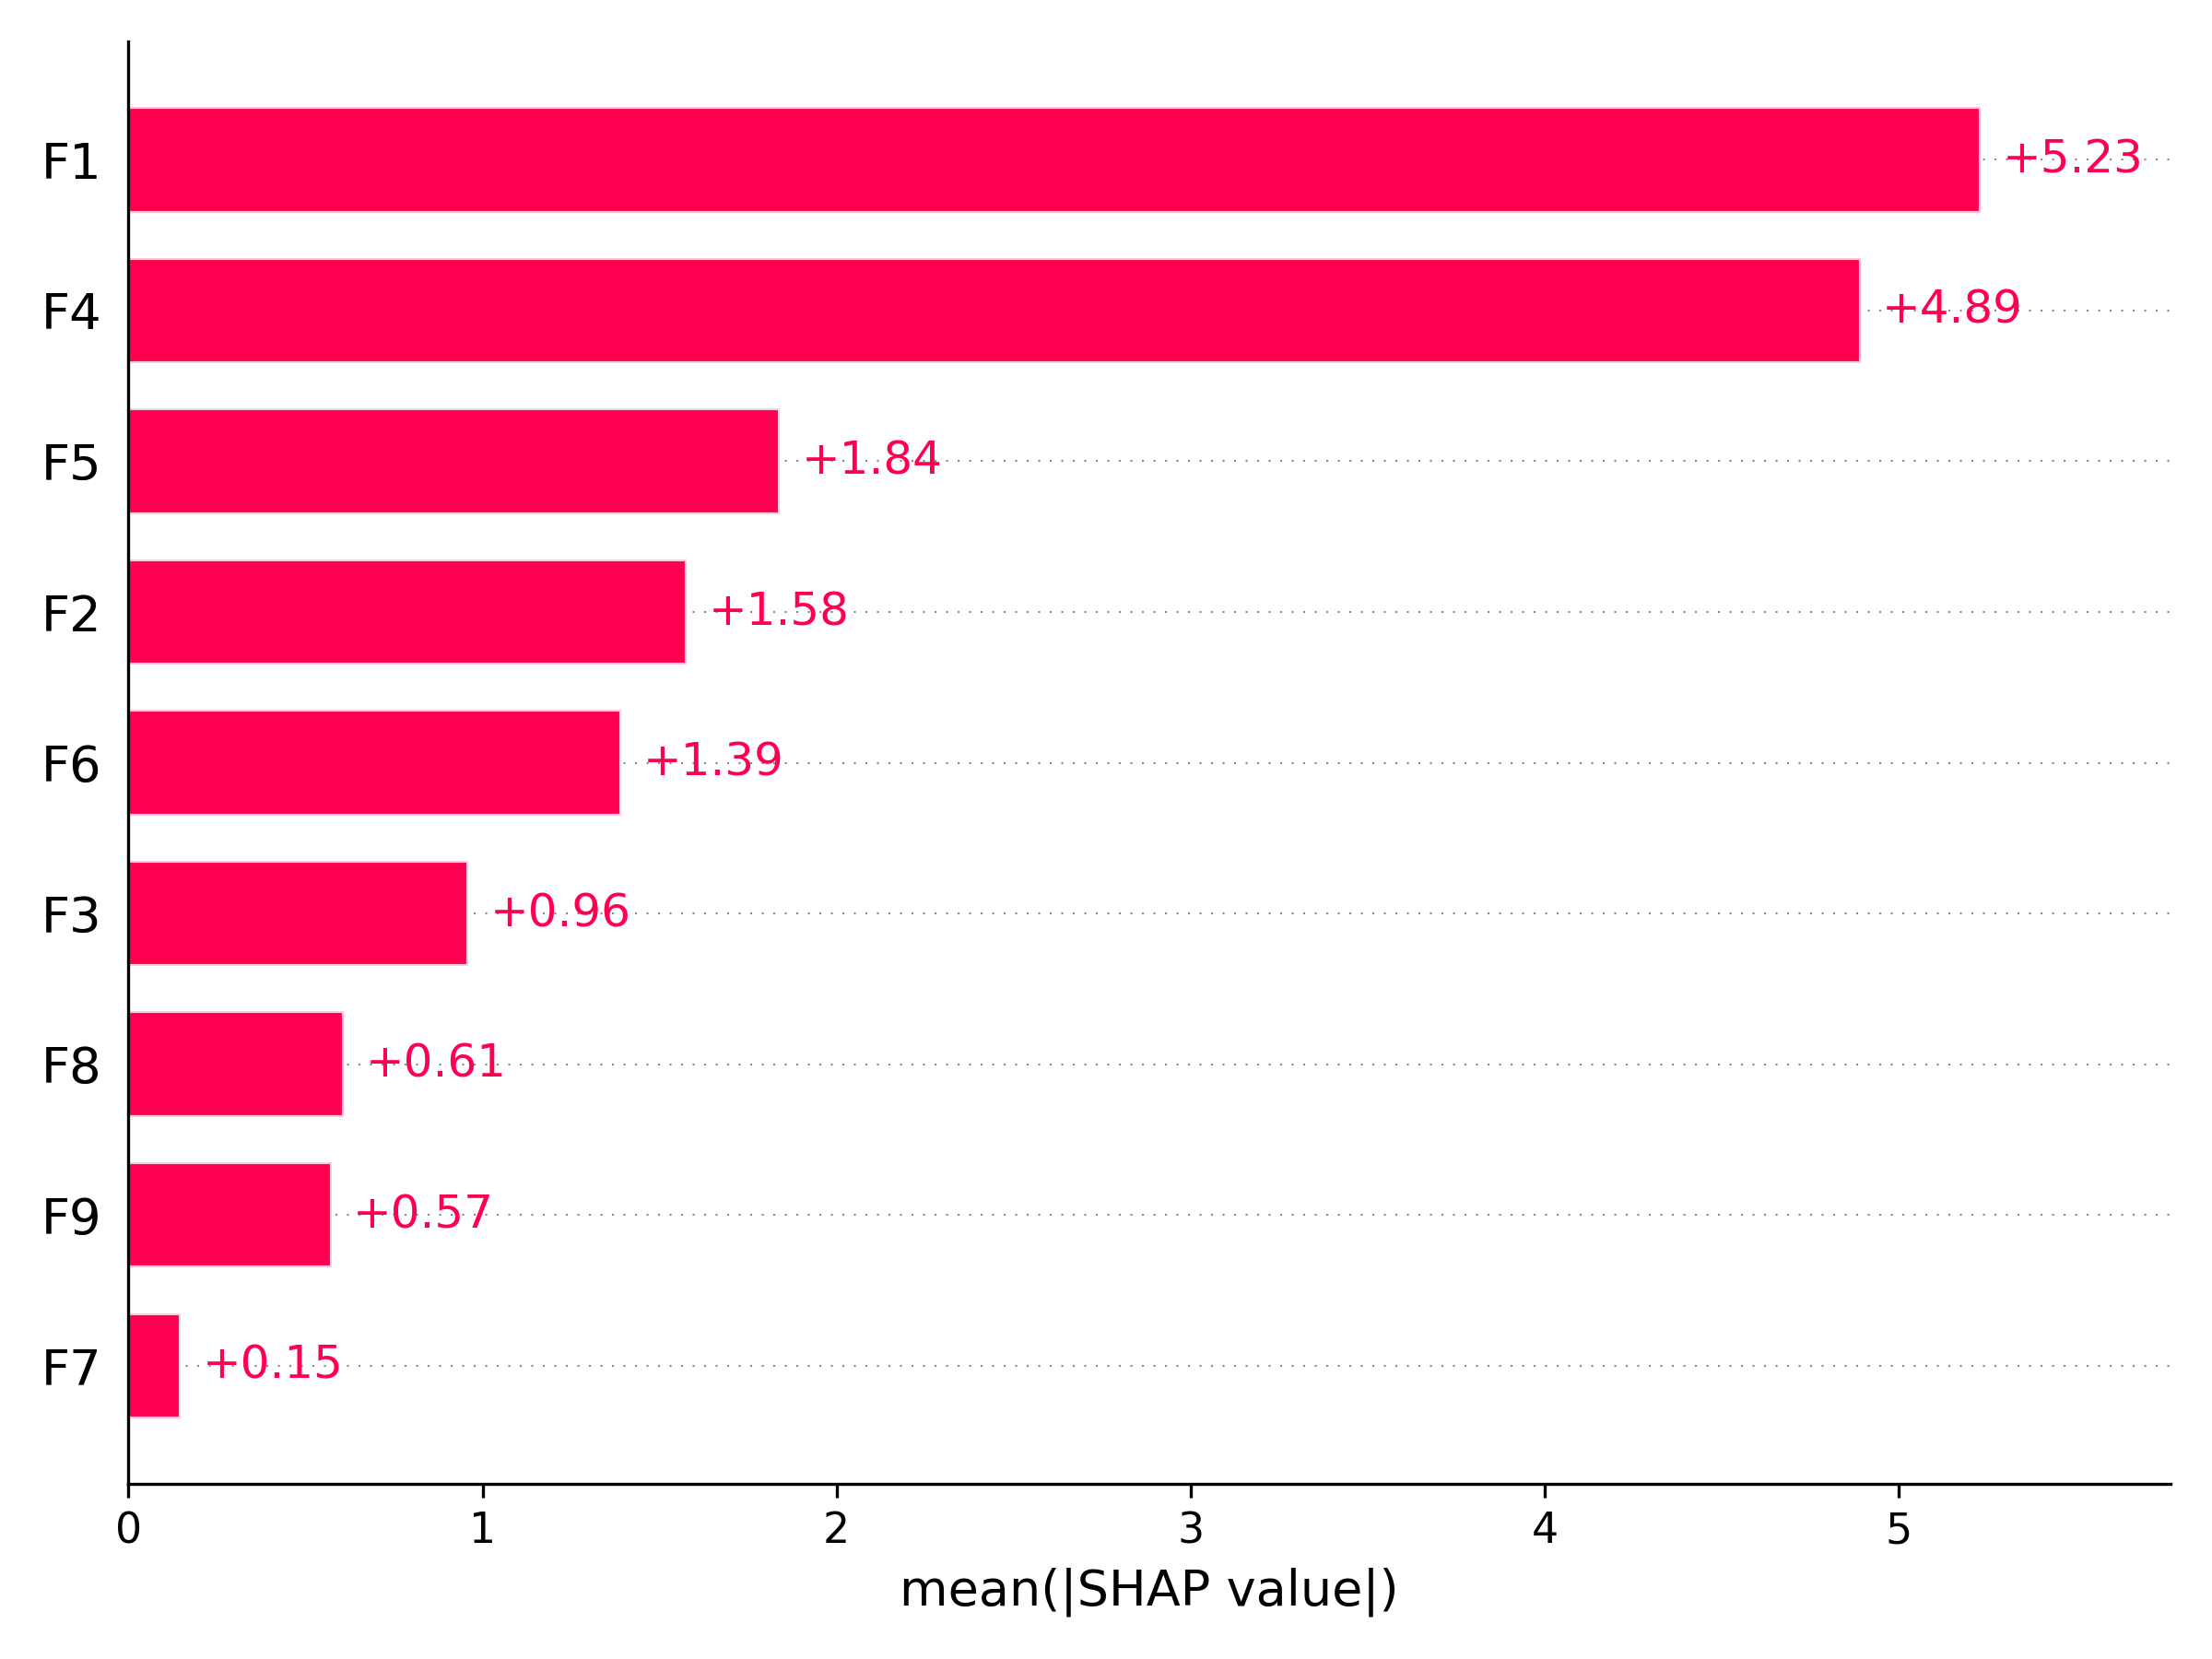 F1 +5.23
F4 +4.89
F5 +1.84
F2 +1.58
F6 +1.39
F3 +0.96
F8 +0.61
F9 +0.57
F7 +0.15
0 1 2 3 4 5
mean(|SHAP value|)